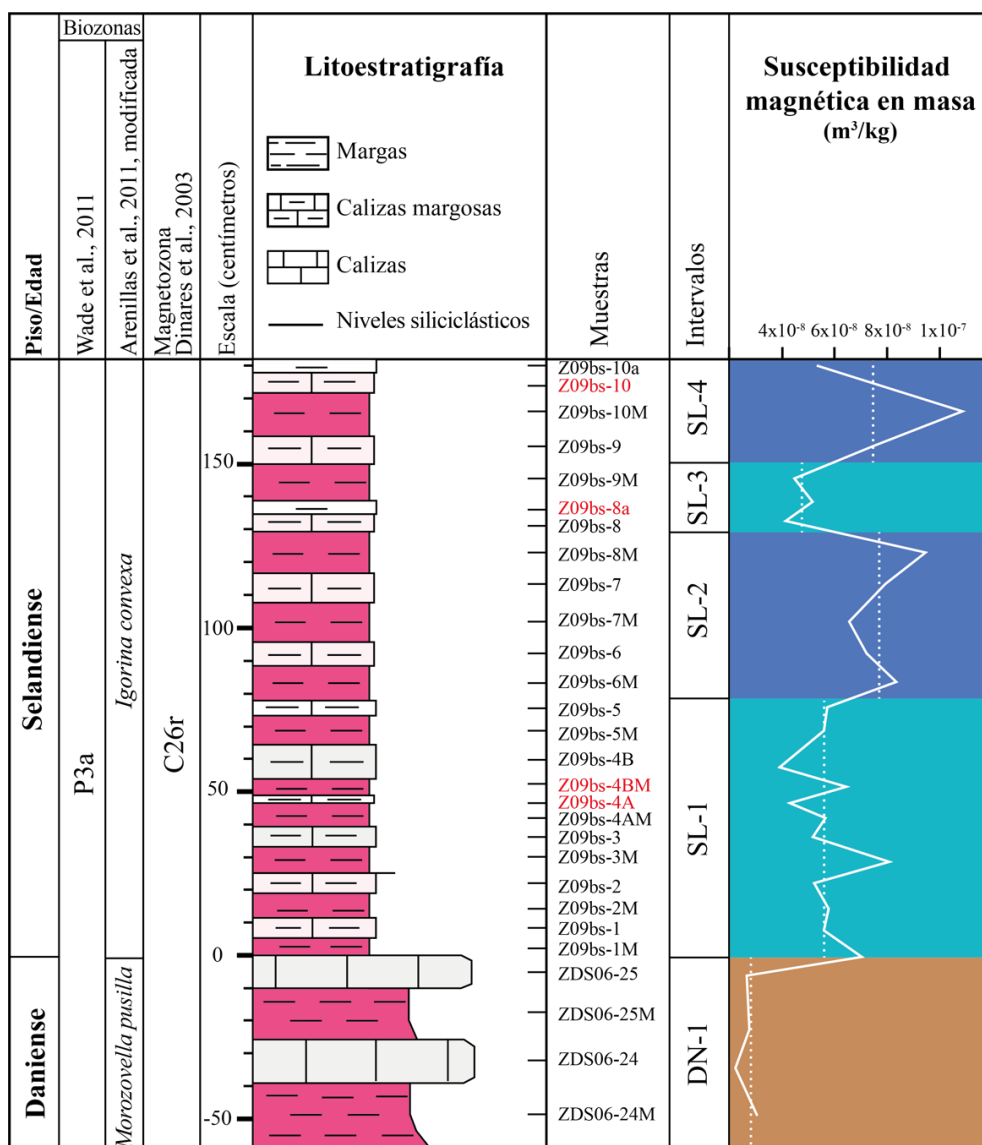 Biozonas
Piso/Edad
Wade et al., 2011
Arenillas et al., 2011, modificada
Magnetozona
Dinares et al., 2003
Escala (centímetros)
Litoestratigrafía
Margas
Calizas margosas
Calizas
Niveles siliciclásticos
Muestras
Intervalos
Susceptibilidad
magnética en masa
(m³/kg)
4x10⁻⁸ 6x10⁻⁸ 8x10⁻⁸ 1x10⁻⁷
Selandiense
Daniense
P3a
Igorina convexa
Morozovella pusilla
C26r
150
100
50
0
-50
Z09bs-10a
Z09bs-10
Z09bs-10M
Z09bs-9
Z09bs-9M
Z09bs-8a
Z09bs-8
Z09bs-8M
Z09bs-7
Z09bs-7M
Z09bs-6
Z09bs-6M
Z09bs-5
Z09bs-5M
Z09bs-4B
Z09bs-4BM
Z09bs-4A
Z09bs-4AM
Z09bs-3
Z09bs-3M
Z09bs-2
Z09bs-2M
Z09bs-1
Z09bs-1M
ZDS06-25
ZDS06-25M
ZDS06-24
ZDS06-24M
SL-4
SL-3
SL-2
SL-1
DN-1